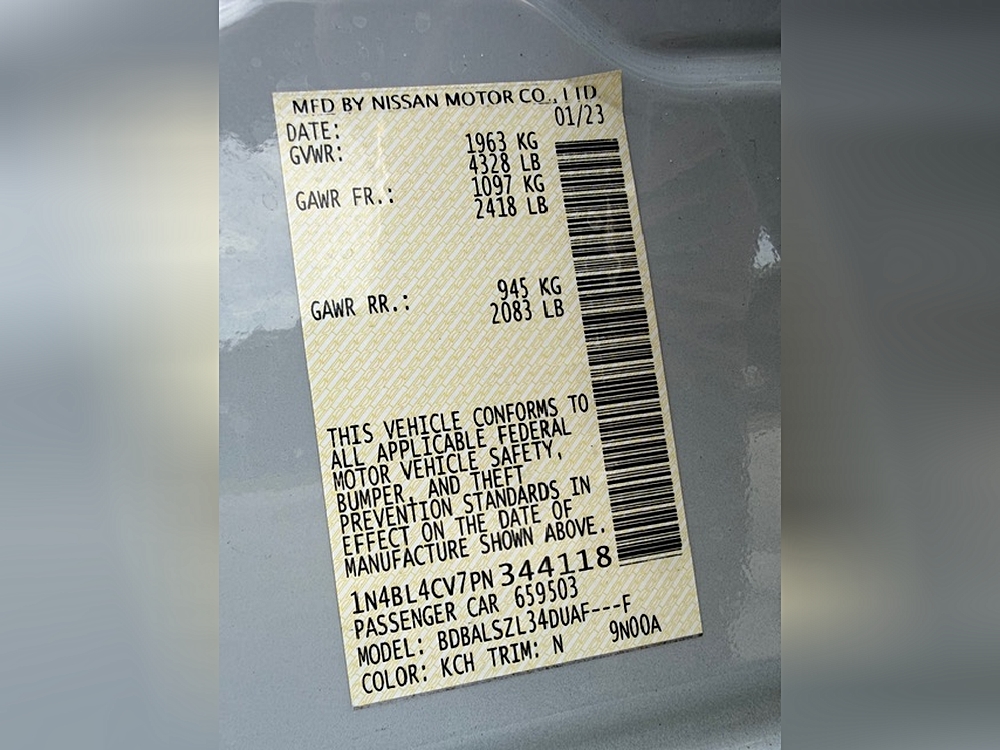 MFD BY NISSAN MOTOR CO., LTD
DATE: 01/23
GVWR: 1963 KG
4328 LB
GAWR FR.: 1097 KG
2418 LB
GAWR RR.: 945 KG
2083 LB
THIS VEHICLE CONFORMS TO
ALL APPLICABLE FEDERAL
MOTOR VEHICLE SAFETY,
BUMPER, AND THEFT
PREVENTION STANDARDS IN
EFFECT ON THE DATE OF
MANUFACTURE SHOWN ABOVE.
1N4BL4CV7PN 344118
PASSENGER CAR 659503
MODEL: BDBALSZL34DUAF---F
COLOR: KCH TRIM: N 9N00A